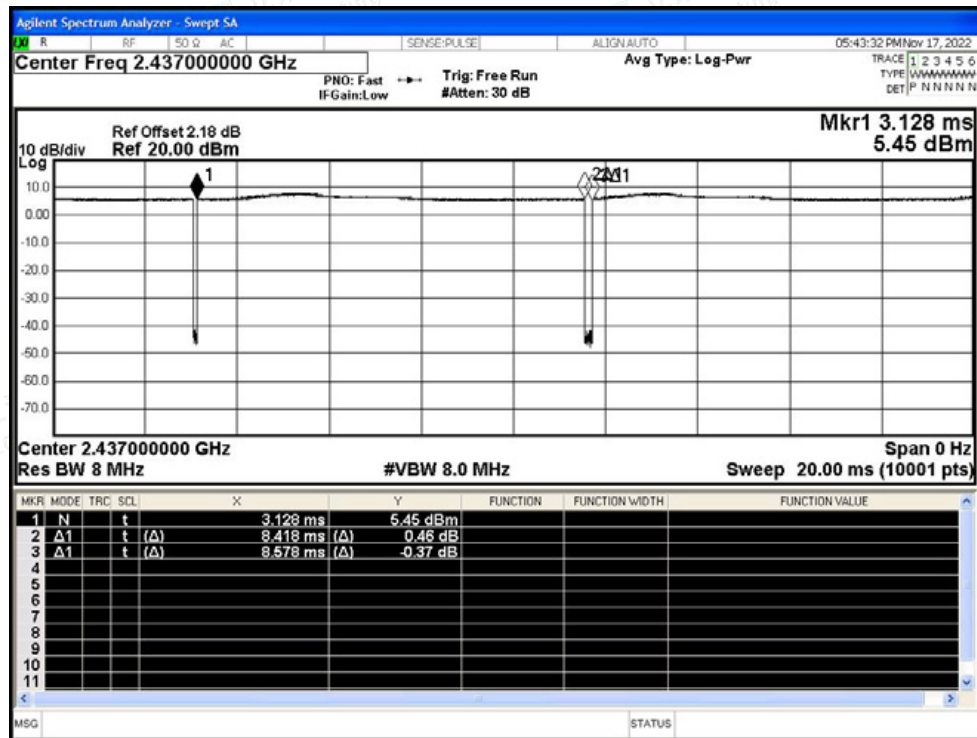 Agilent Spectrum Analyzer - Swept SA
R RF 50 Ω AC SENSE:PULSE ALIGN AUTO 05:43:32 PM Nov 17, 2022
Center Freq 2.437000000 GHz
Avg Type: Log-Pwr
TRACE 1 2 3 4 5 6
TYPE WWWWWW
DET P N N N N N
PNO: Fast
IFGain:Low
Trig: Free Run
#Atten: 30 dB
Mkr1 3.128 ms
5.45 dBm
Ref Offset 2.18 dB
10 dB/div Ref 20.00 dBm
Log
1
10.0
0.00
-10.0
-20.0
-30.0
-40.0
-50.0
-60.0
-70.0
Center 2.437000000 GHz Span 0 Hz
Res BW 8 MHz #VBW 8.0 MHz Sweep 20.00 ms (10001 pts)
MKR MODE TRC SCL X Y FUNCTION FUNCTION WIDTH FUNCTION VALUE
1 N t 3.128 ms 5.45 dBm
2 Δ1 t (Δ) 8.418 ms (Δ) 0.46 dB
3 Δ1 t (Δ) 8.578 ms (Δ) -0.37 dB
4
5
6
7
8
9
10
11
MSG STATUS